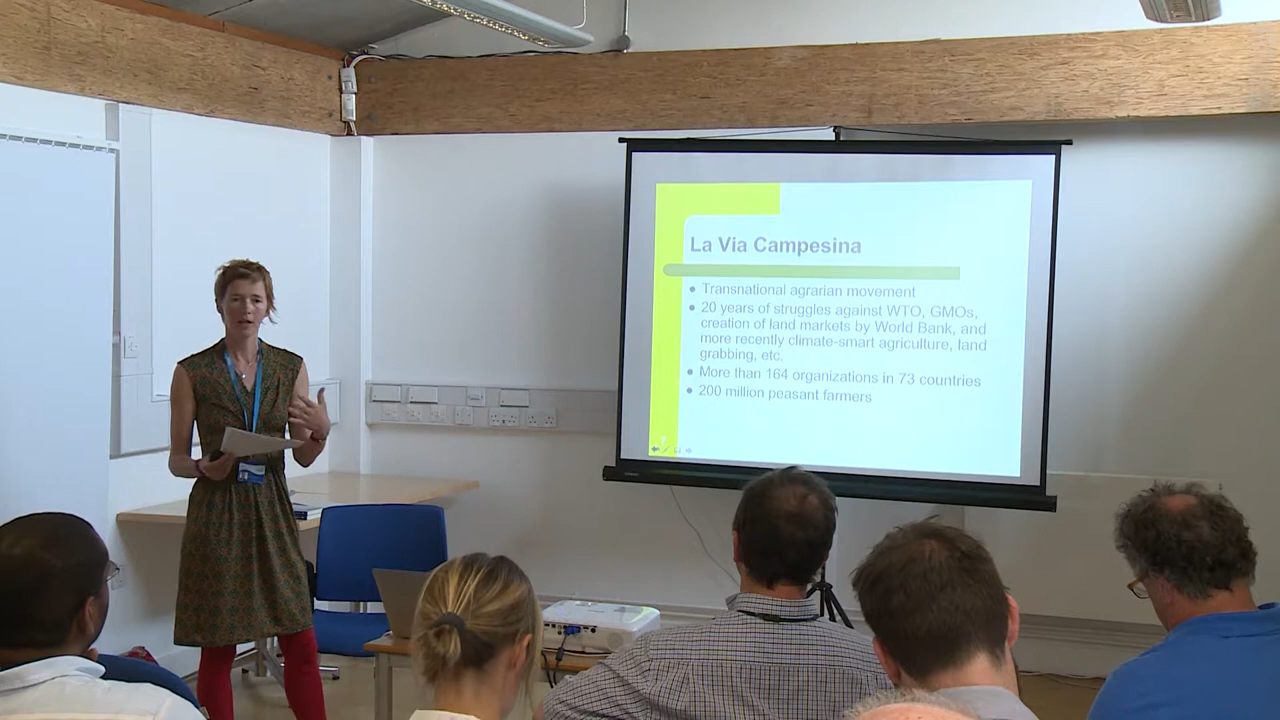 La Via Campesina
Transnational agrarian movement
20 years of struggles against WTO, GMOs,
creation of land markets by World Bank, and
more recently climate-smart agriculture, land
grabbing, etc.
More than 164 organizations in 73 countries
200 million peasant farmers